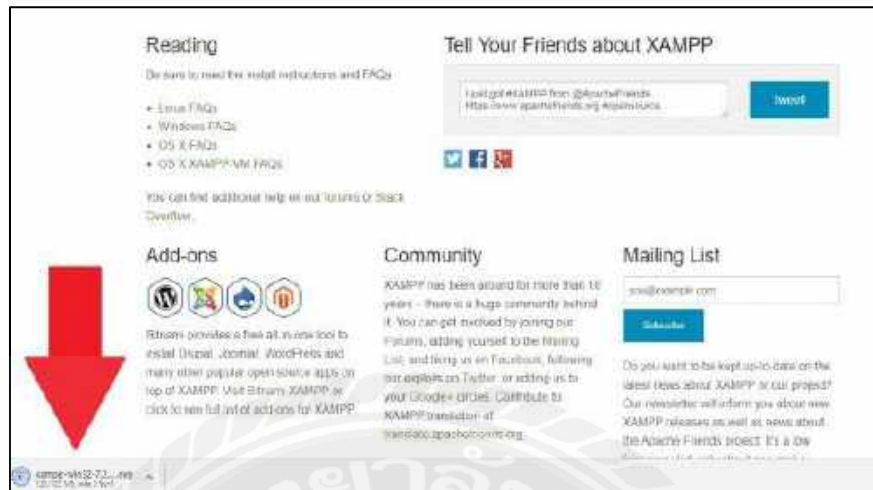 Reading
Be sure to read the install instructions and FAQs
• Linux FAQs
• Windows FAQs
• OS X FAQs
• OS X XAMPP-VM FAQs
You can find additional help on our forums or Stack
Overflow.
Tell Your Friends about XAMPP
I just got #XAMPP from @ApacheFriends
https://www.apachefriends.org #opensource
tweet!
Add-ons
Bitnami provides a free all-in-one tool to
install Drupal, Joomla!, WordPress and
many other popular open source apps on
top of XAMPP. Visit Bitnami XAMPP or
click to see full list of add-ons for XAMPP
Community
XAMPP has been around for more than 10
years – there is a huge community behind
it. You can get involved by joining our
Forums, adding yourself to the Mailing
List, and liking us on Facebook, following
our exploits on Twitter, or adding us to
your Google+ circles. Contribute to
XAMPP translation at
translate.apachefriends.org.
Mailing List
you@example.com
Subscribe
Do you want to be kept up-to-date on the
latest news about XAMPP or our project?
Our newsletter will inform you about new
XAMPP releases as well as news about
the Apache Friends project. It's a low
xampp-win32-7.1....exe